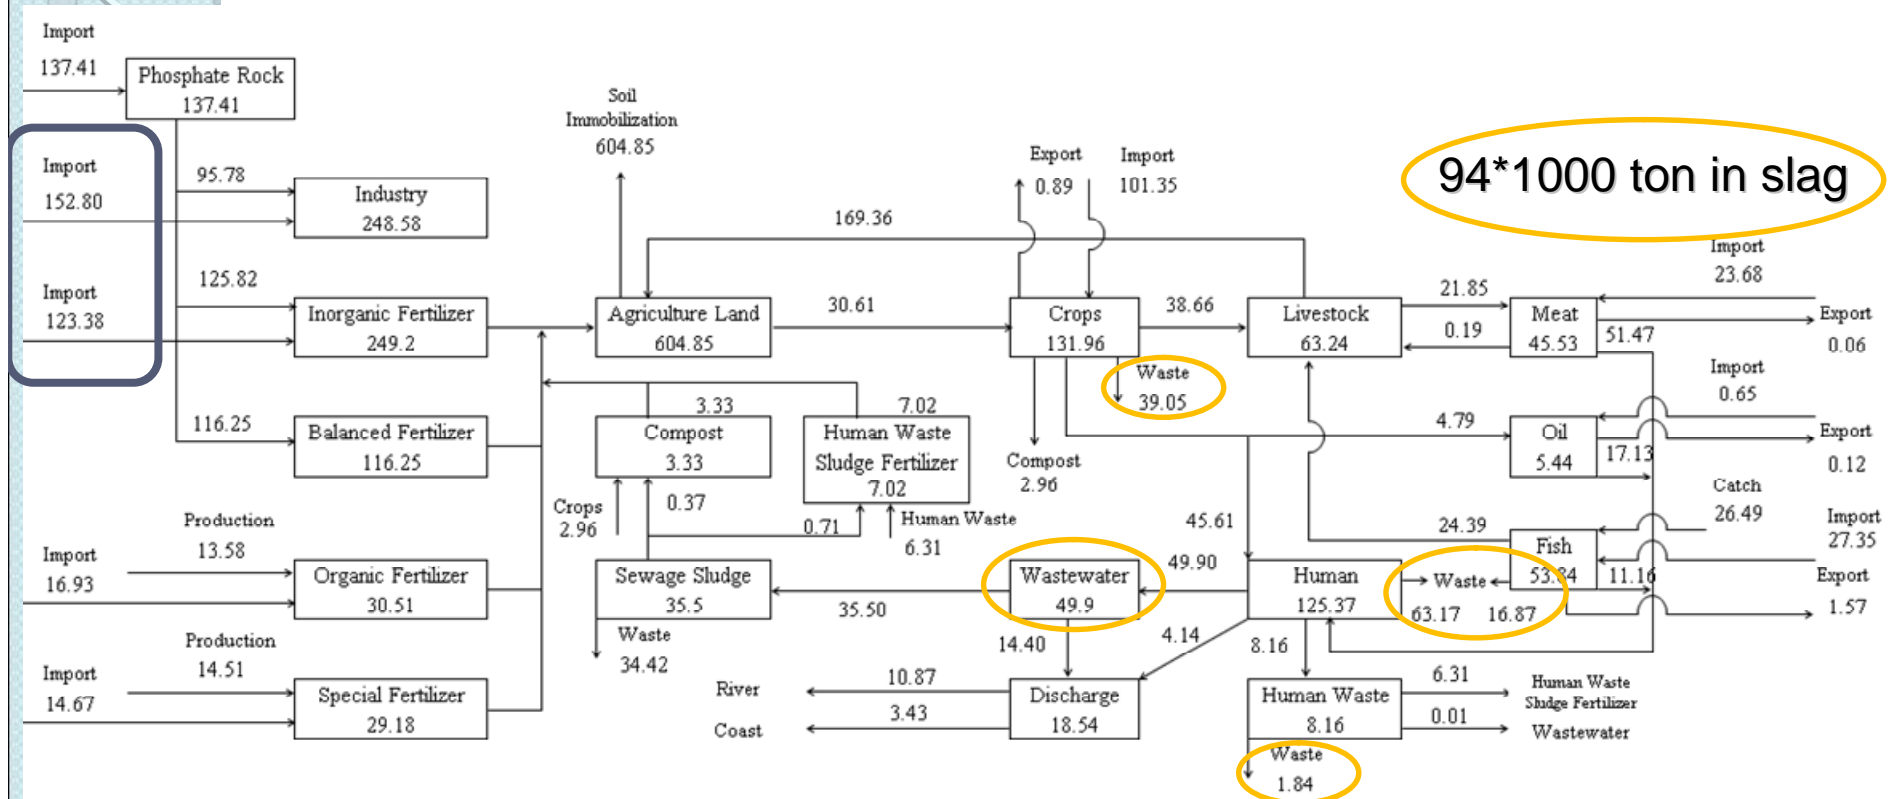 Import
137.41
Phosphate Rock
137.41
Import
152.80
95.78
Industry
248.58
Import
123.38
125.82
Inorganic Fertilizer
249.2
116.25
Balanced Fertilizer
116.25
Production
13.58
Import
16.93
Organic Fertilizer
30.51
Production
14.51
Import
14.67
Special Fertilizer
29.18
Soil
Immobilization
604.85
169.36
Agriculture Land
604.85
30.61
3.33
Compost
3.33
7.02
Human Waste
Sludge Fertilizer
7.02
Crops
2.96
0.37
0.71
Human Waste
6.31
Sewage Sludge
35.5
Waste
34.42
35.50
Export
0.89
Import
101.35
Crops
131.96
38.66
Waste
39.05
Compost
2.96
45.61
49.90
Wastewater
49.9
14.40
4.14
River
10.87
Coast
3.43
Discharge
18.54
94*1000 ton in slag
Livestock
63.24
21.85
0.19
Meat
45.53
Import
23.68
51.47
Export
0.06
Import
0.65
4.79
Oil
5.44
17.13
Export
0.12
Catch
26.49
24.39
Fish
53.84
11.16
Import
27.35
Export
1.57
Human
125.37
Waste
63.17 16.87
8.16
Human Waste
8.16
6.31
Human Waste
Sludge Fertilizer
0.01
Wastewater
Waste
1.84